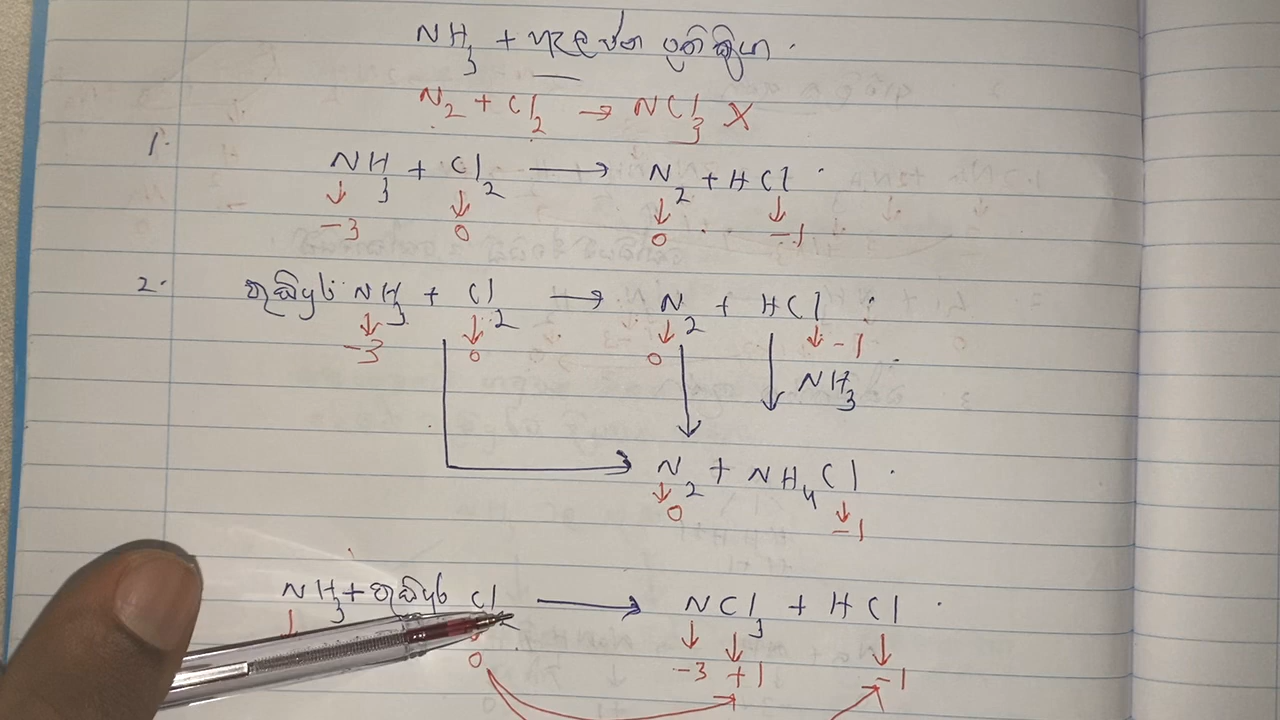 NH₃ + හැලජන ප්‍රතික්‍රියා.
N₂ + Cl₂ → NCl₃ X
1. NH₃ + Cl₂ → N₂ + HCl.
↓ -3 ↓ 0 ↓ 0 ↓ -1
2. වැඩිපුර NH₃ + Cl₂ → N₂ + HCl.
↓ -3 ↓ 0 ↓ 0 ↓ -1
↓ ↓ NH₃
→ N₂ + NH₄Cl.
↓ 0 ↓ -1
NH₃ + වැඩිපුර Cl₂ → NCl₃ + HCl.
↓ 0 ↓ -3 ↓ +1 ↓ -1